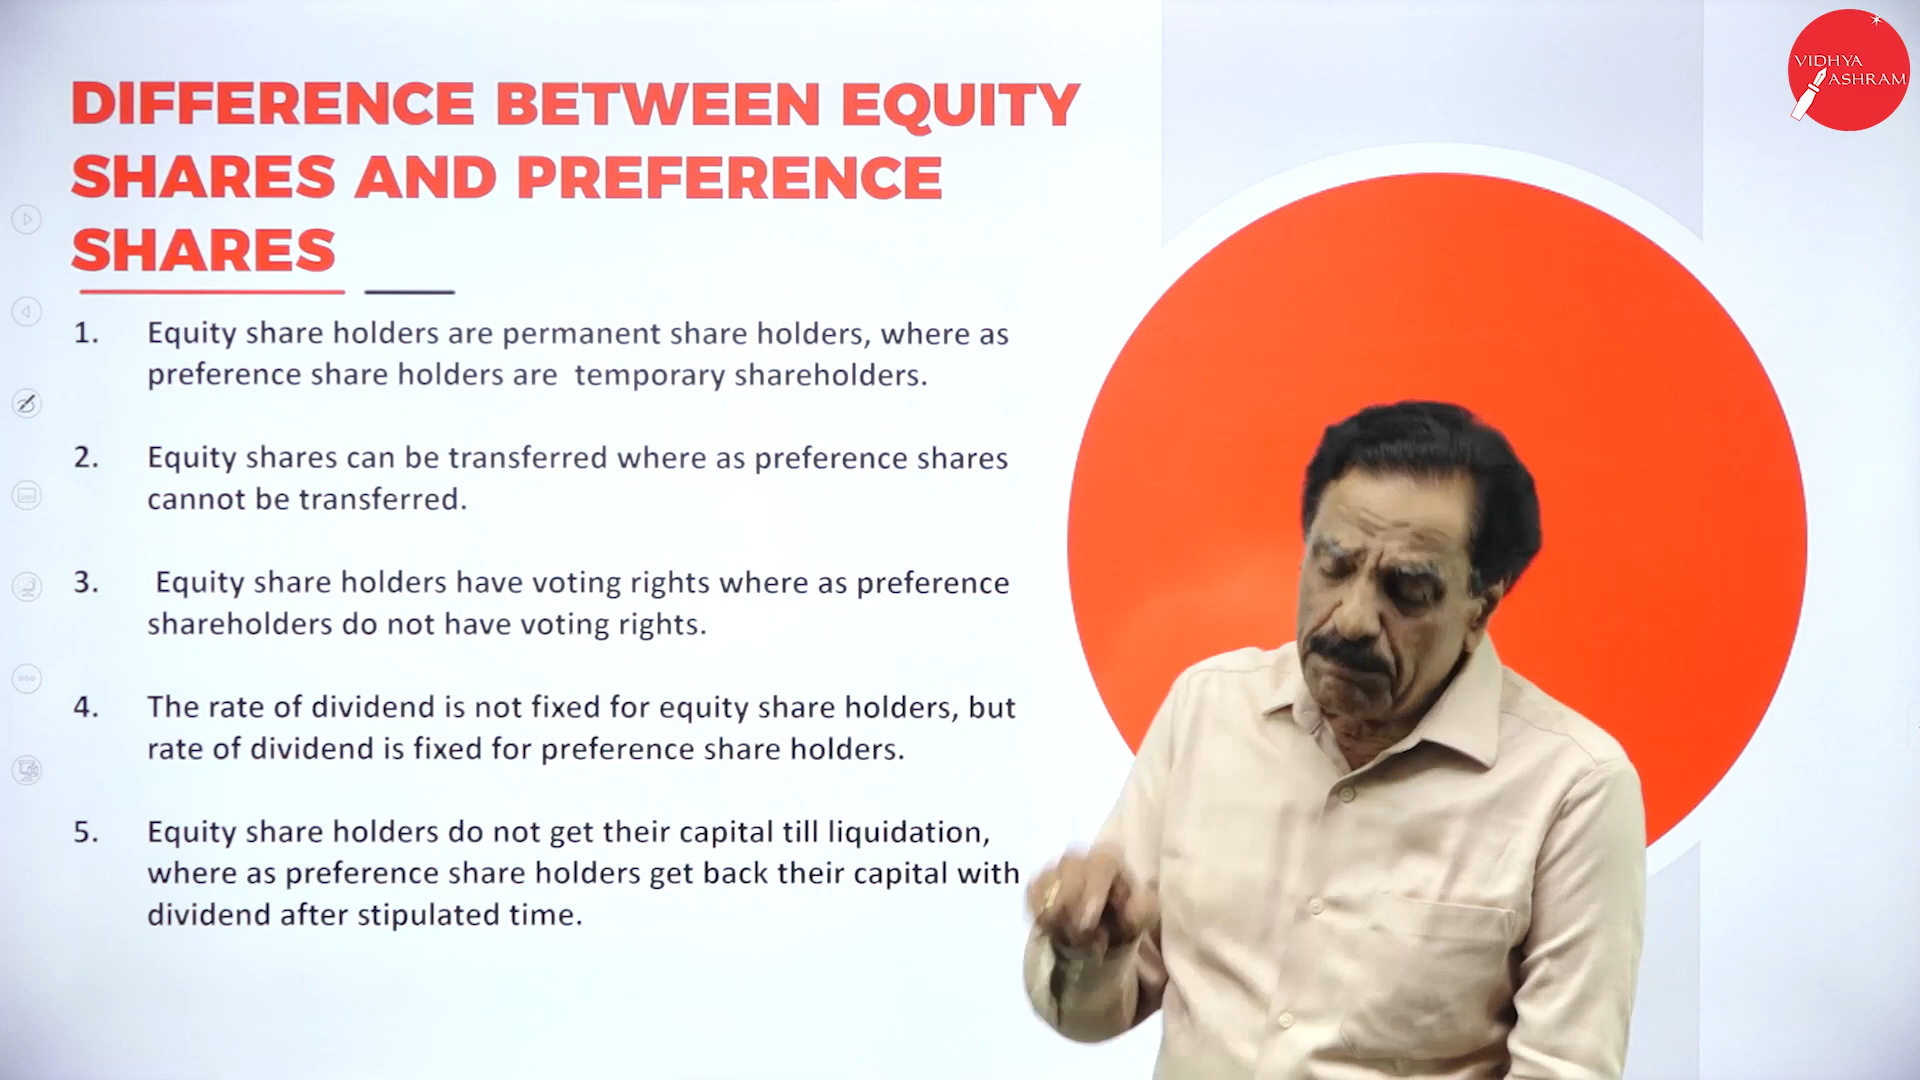 VIDHYA
ASHRAM
DIFFERENCE BETWEEN EQUITY
SHARES AND PREFERENCE
SHARES
1. Equity share holders are permanent share holders, where as
preference share holders are temporary shareholders.
2. Equity shares can be transferred where as preference shares
cannot be transferred.
3. Equity share holders have voting rights where as preference
shareholders do not have voting rights.
4. The rate of dividend is not fixed for equity share holders, but
rate of dividend is fixed for preference share holders.
5. Equity share holders do not get their capital till liquidation,
where as preference share holders get back their capital with
dividend after stipulated time.